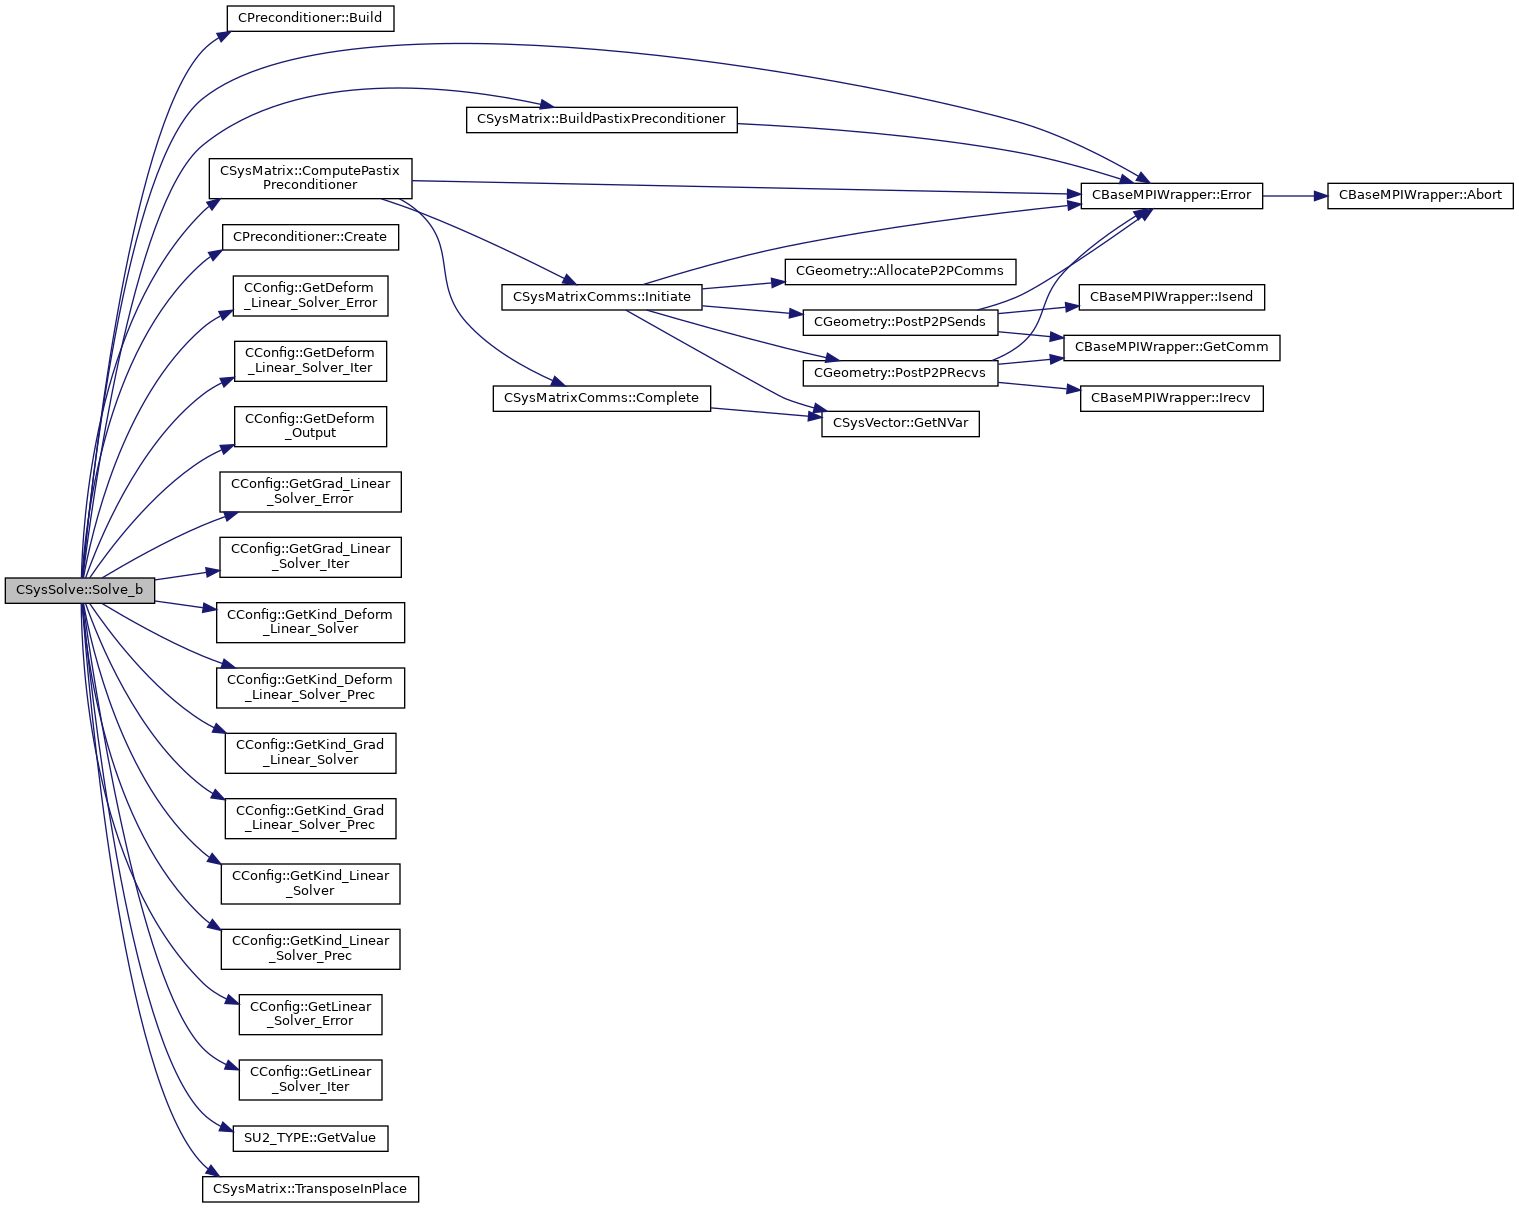 CPreconditioner::Build
CSysMatrix::BuildPastixPreconditioner
CSysMatrix::ComputePastix
Preconditioner
CBaseMPIWrapper::Error
CBaseMPIWrapper::Abort
CPreconditioner::Create
CGeometry::AllocateP2PComms
CConfig::GetDeform
_Linear_Solver_Error
CSysMatrixComms::Initiate
CBaseMPIWrapper::Isend
CGeometry::PostP2PSends
CBaseMPIWrapper::GetComm
CConfig::GetDeform
_Linear_Solver_Iter
CGeometry::PostP2PRecvs
CSysMatrixComms::Complete
CBaseMPIWrapper::Irecv
CSysVector::GetNVar
CConfig::GetDeform
_Output
CConfig::GetGrad_Linear
_Solver_Error
CConfig::GetGrad_Linear
_Solver_Iter
CSysSolve::Solve_b
CConfig::GetKind_Deform
_Linear_Solver
CConfig::GetKind_Deform
_Linear_Solver_Prec
CConfig::GetKind_Grad
_Linear_Solver
CConfig::GetKind_Grad
_Linear_Solver_Prec
CConfig::GetKind_Linear
_Solver
CConfig::GetKind_Linear
_Solver_Prec
CConfig::GetLinear
_Solver_Error
CConfig::GetLinear
_Solver_Iter
SU2_TYPE::GetValue
CSysMatrix::TransposeInPlace